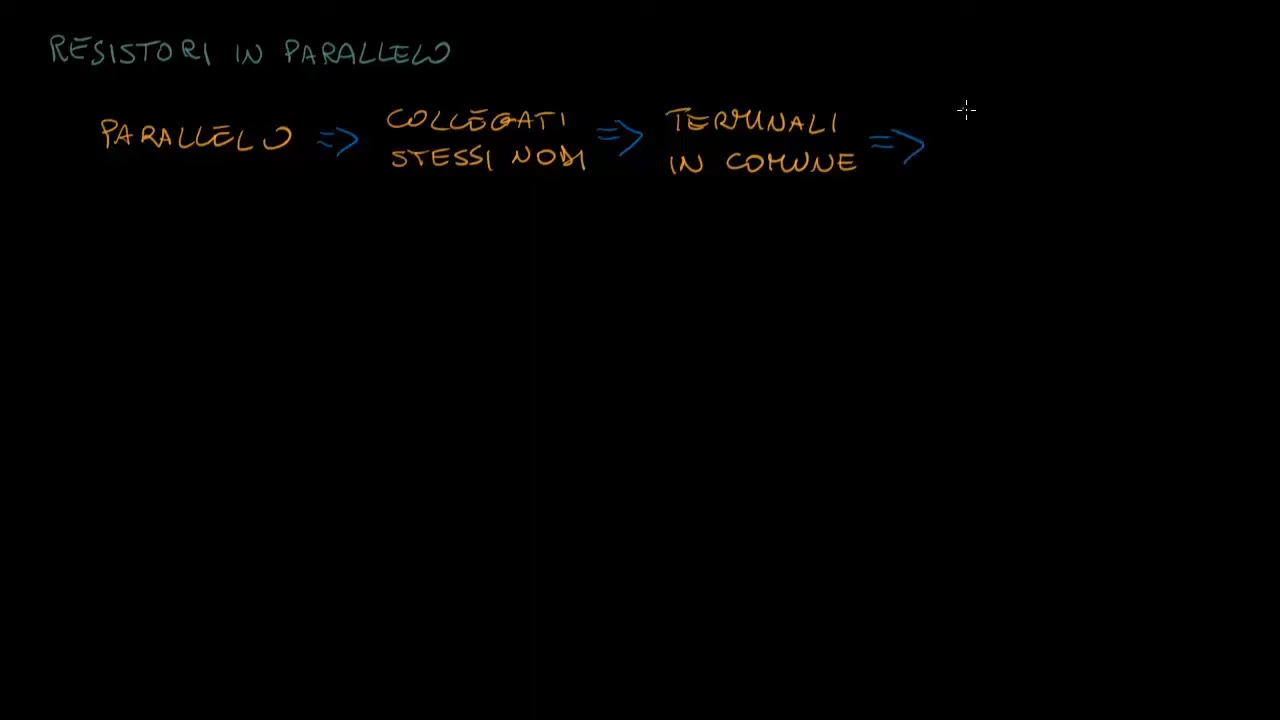 RESISTORI IN PARALLELO
PARALLELO => COLLEGATI STESSI NODI => TERMINALI IN COMUNE =>